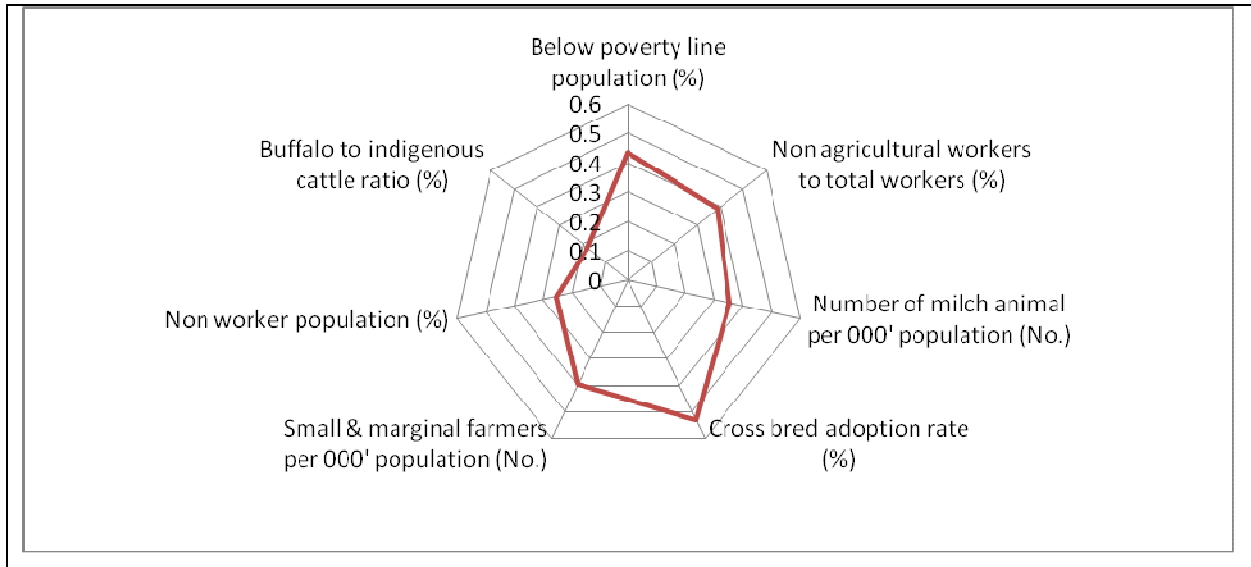 Below poverty line
population (%)
0.6
0.5
0.4
0.3
0.2
0.1
0
Non agricultural workers
to total workers (%)
Number of milch animal
per 000' population (No.)
Cross bred adoption rate
(%)
Small & marginal farmers
per 000' population (No.)
Non worker population (%)
Buffalo to indigenous
cattle ratio (%)